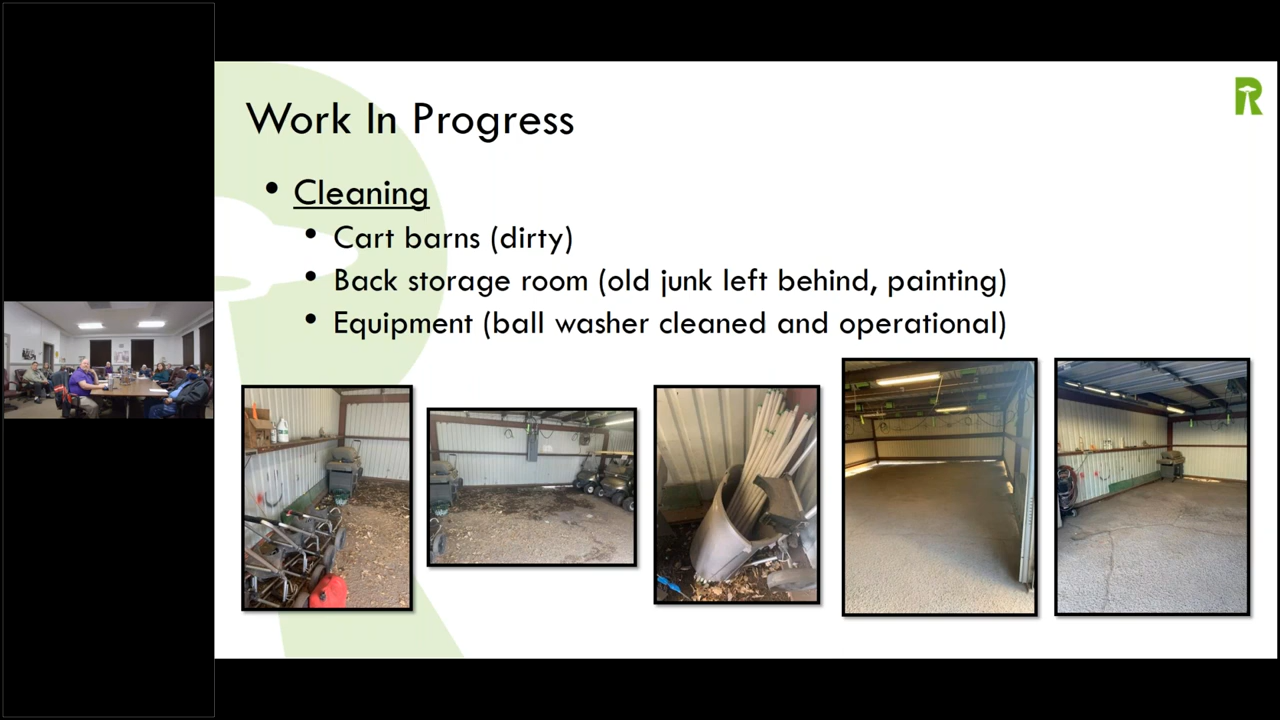 Work In Progress
• Cleaning
• Cart barns (dirty)
• Back storage room (old junk left behind, painting)
• Equipment (ball washer cleaned and operational)
R